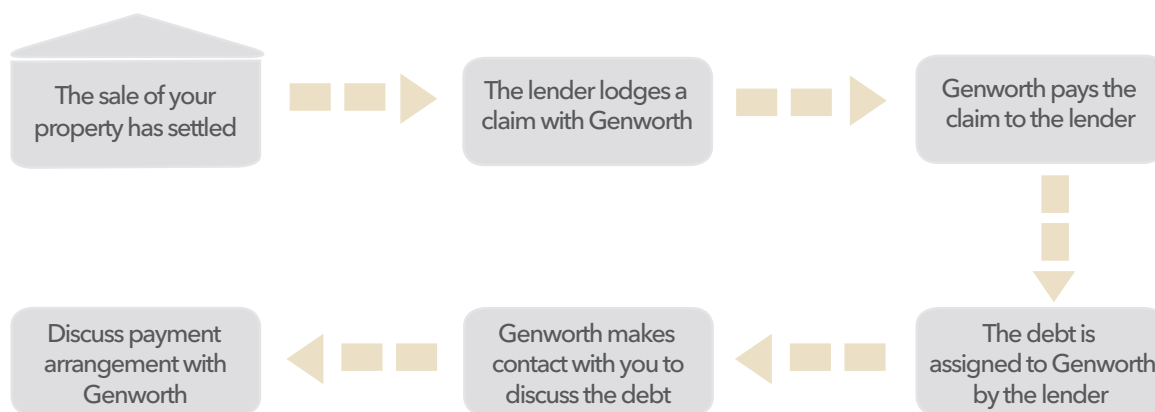 The sale of your
property has settled
The lender lodges a
claim with Genworth
Genworth pays the
claim to the lender
The debt is
assigned to Genworth
by the lender
Genworth makes
contact with you to
discuss the debt
Discuss payment
arrangement with
Genworth